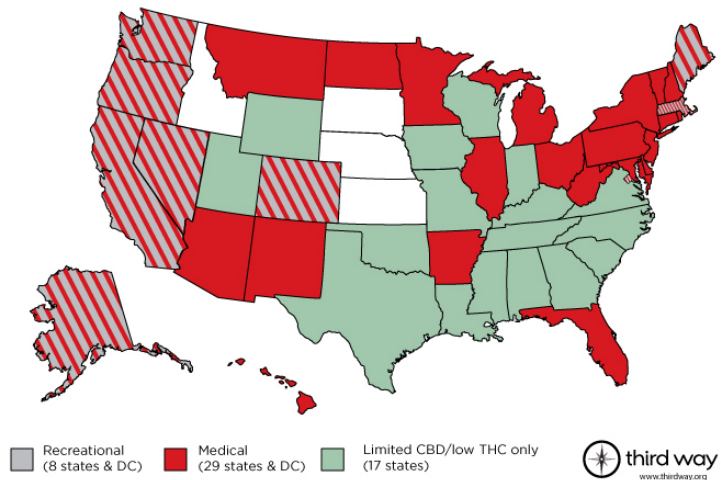 Recreational
(8 states & DC)
Medical
(29 states & DC)
Limited CBD/low THC only
(17 states)
third way
www.thirdway.org